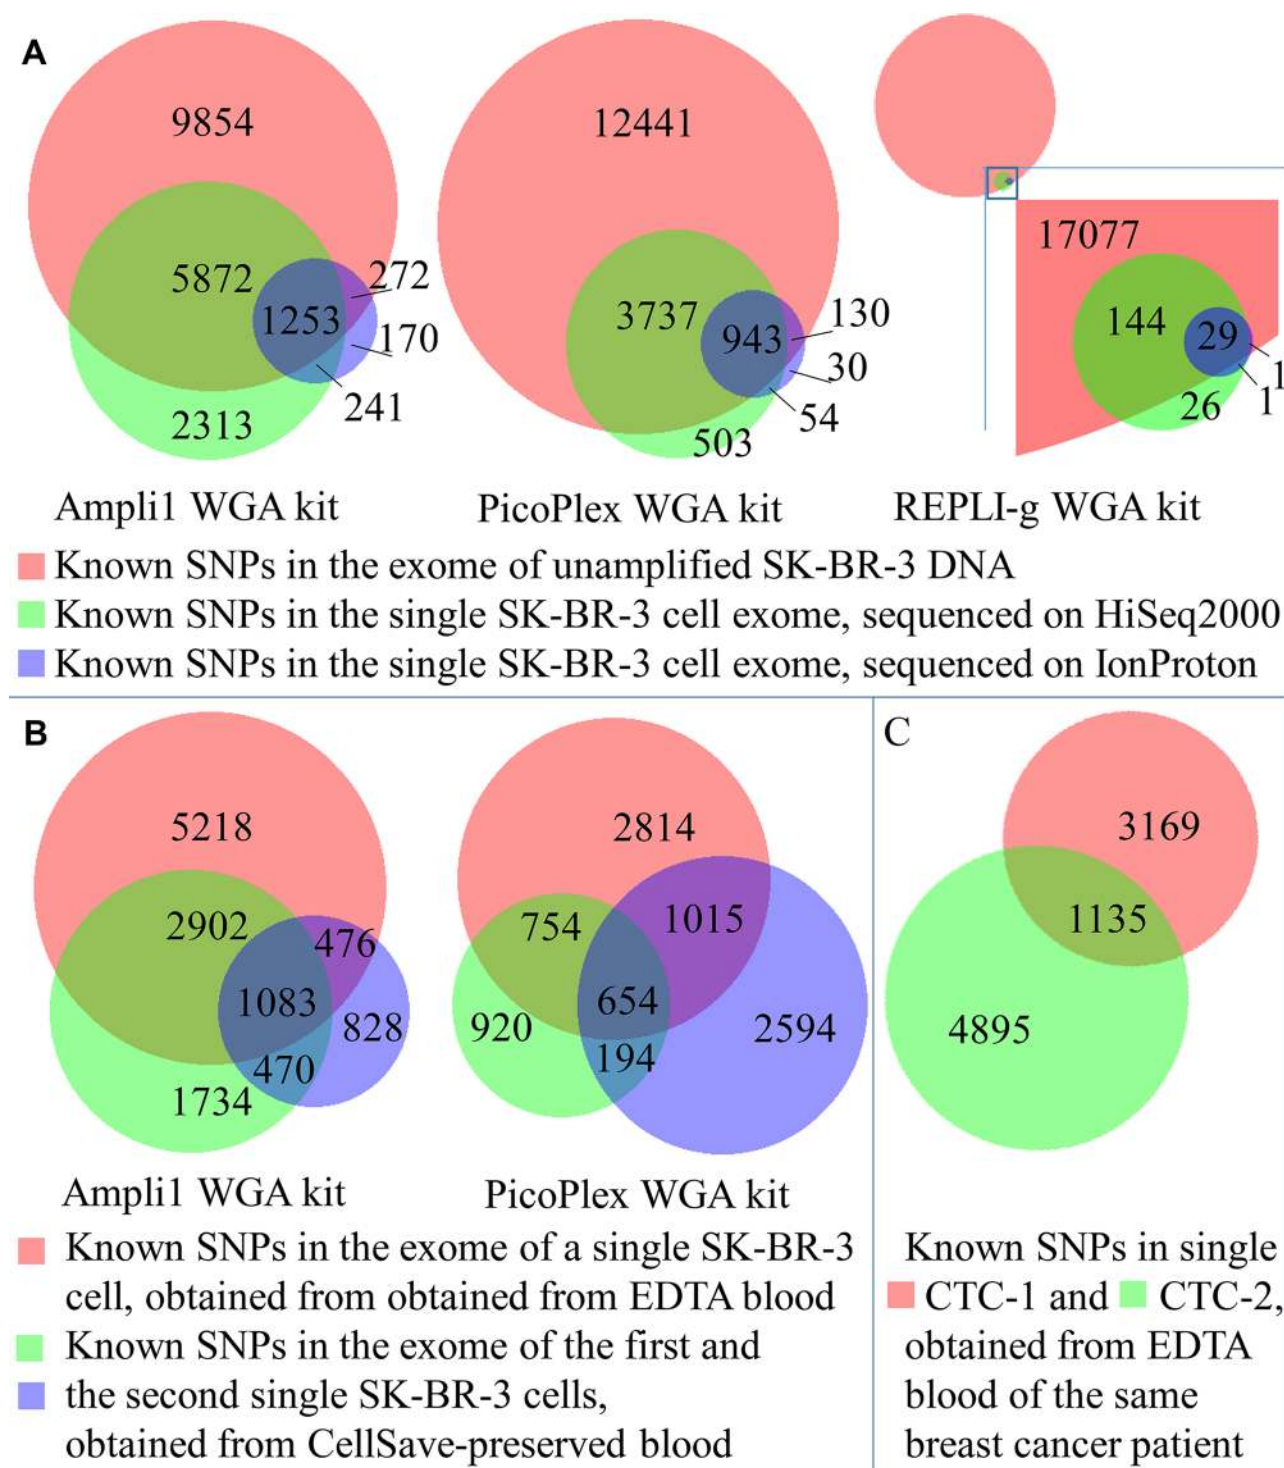 A
9854
5872
272
1253
170
241
2313
12441
3737
130
943
30
54
503
17077
144
29
1
1
26
Ampli1 WGA kit
PicoPlex WGA kit
REPLI-g WGA kit
Known SNPs in the exome of unamplified SK-BR-3 DNA
Known SNPs in the single SK-BR-3 cell exome, sequenced on HiSeq2000
Known SNPs in the single SK-BR-3 cell exome, sequenced on IonProton
B
5218
2902
476
1083
828
470
1734
2814
754
1015
654
920
2594
194
Ampli1 WGA kit
PicoPlex WGA kit
Known SNPs in the exome of a single SK-BR-3
cell, obtained from obtained from EDTA blood
Known SNPs in the exome of the first and
the second single SK-BR-3 cells,
obtained from CellSave-preserved blood
C
3169
1135
4895
Known SNPs in single
CTC-1 and CTC-2,
obtained from EDTA
blood of the same
breast cancer patient